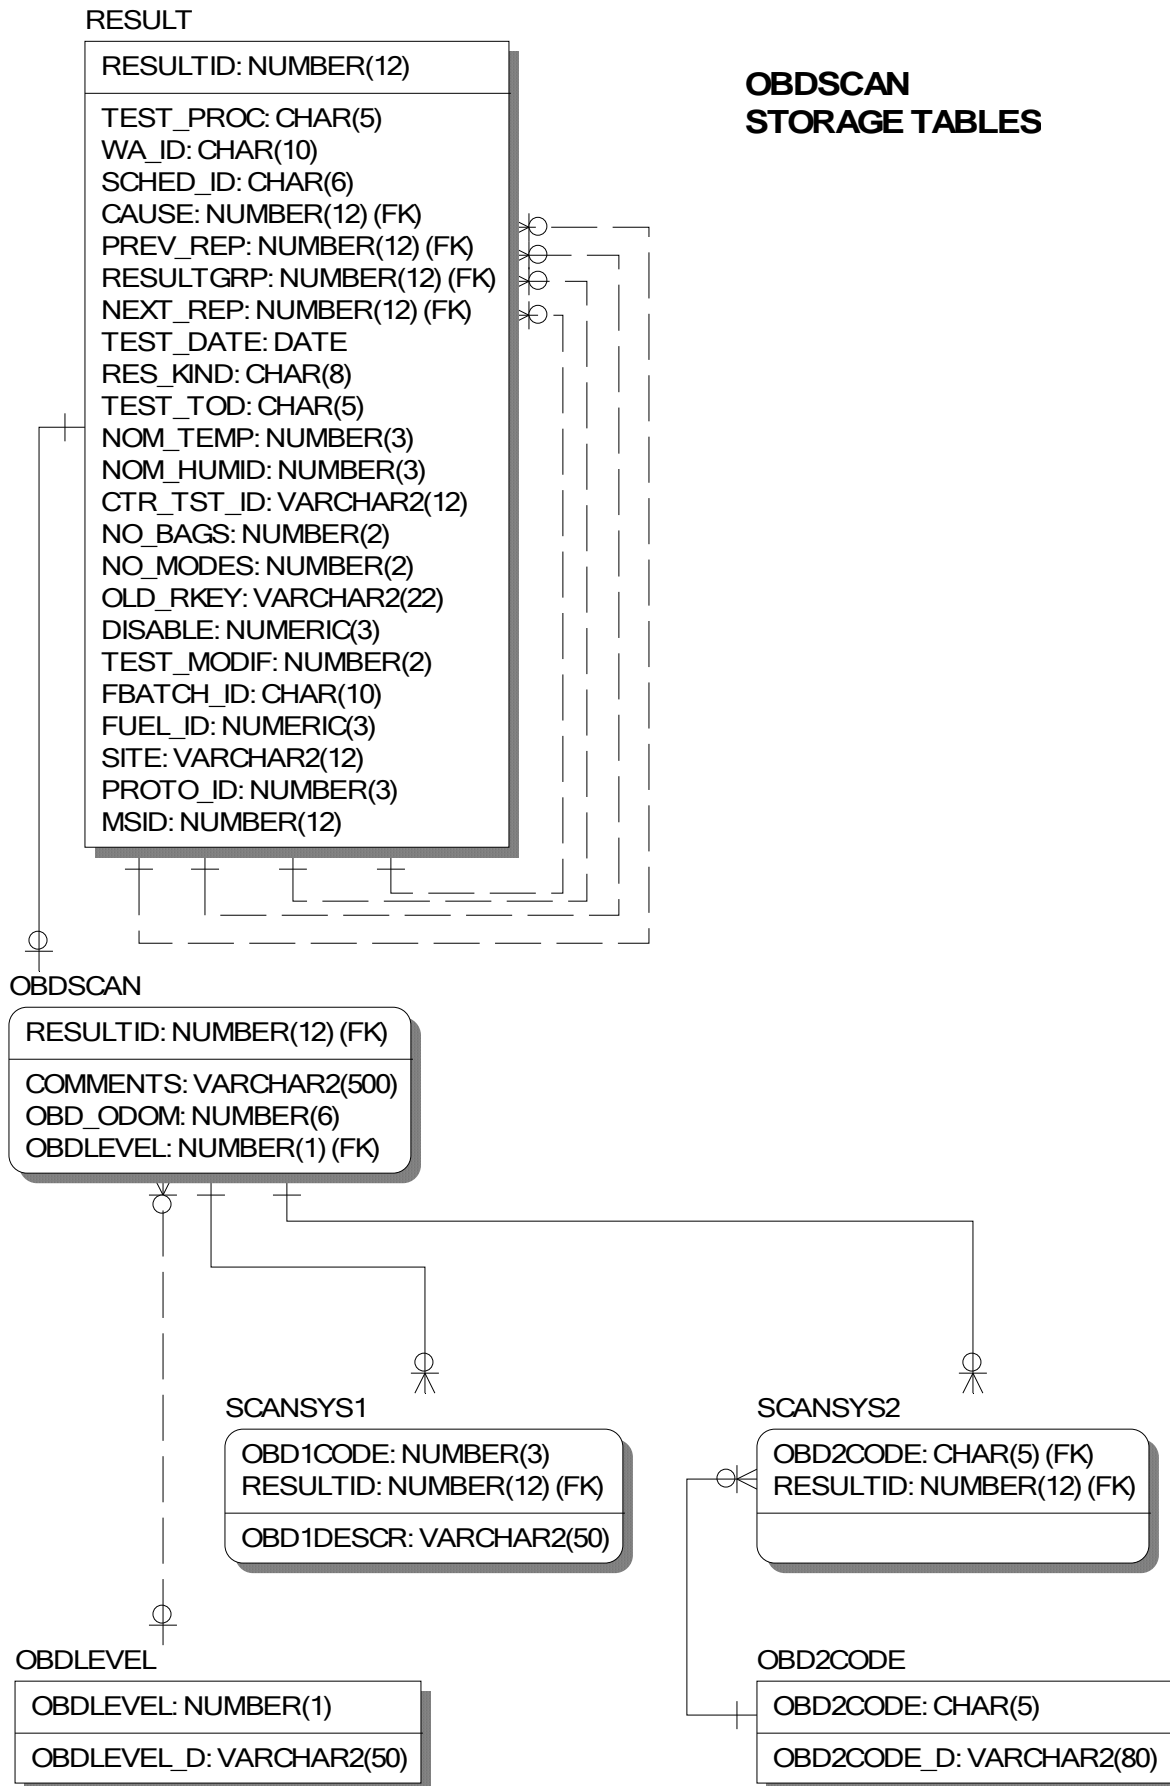 RESULT
RESULTID: NUMBER(12)
OBDSCAN
STORAGE TABLES
TEST_PROC: CHAR(5)
WA_ID: CHAR(10)
SCHED_ID: CHAR(6)
CAUSE: NUMBER(12) (FK)
PREV_REP: NUMBER(12) (FK)
RESULTGRP: NUMBER(12) (FK)
NEXT_REP: NUMBER(12) (FK)
TEST_DATE: DATE
RES_KIND: CHAR(8)
TEST_TOD: CHAR(5)
NOM_TEMP: NUMBER(3)
NOM_HUMID: NUMBER(3)
CTR_TST_ID: VARCHAR2(12)
NO_BAGS: NUMBER(2)
NO_MODES: NUMBER(2)
OLD_RKEY: VARCHAR2(22)
DISABLE: NUMERIC(3)
TEST_MODIF: NUMBER(2)
FBATCH_ID: CHAR(10)
FUEL_ID: NUMERIC(3)
SITE: VARCHAR2(12)
PROTO_ID: NUMBER(3)
MSID: NUMBER(12)
OBDSCAN
RESULTID: NUMBER(12) (FK)
COMMENTS: VARCHAR2(500)
OBD_ODOM: NUMBER(6)
OBDLEVEL: NUMBER(1) (FK)
SCANSYS1
OBD1CODE: NUMBER(3)
RESULTID: NUMBER(12) (FK)
OBD1DESCR: VARCHAR2(50)
SCANSYS2
OBD2CODE: CHAR(5) (FK)
RESULTID: NUMBER(12) (FK)
OBDLEVEL
OBDLEVEL: NUMBER(1)
OBDLEVEL_D: VARCHAR2(50)
OBD2CODE
OBD2CODE: CHAR(5)
OBD2CODE_D: VARCHAR2(80)